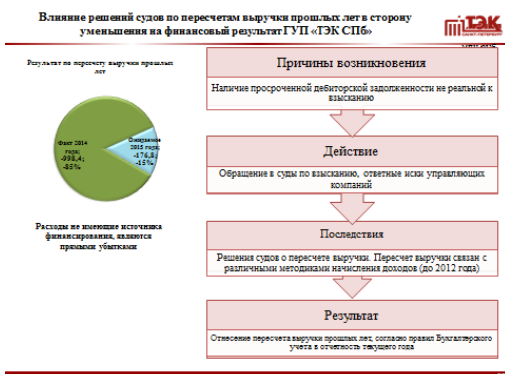 Влияние решений судов по пересчетам выручки прошлых лет в сторону
уменьшения на финансовый результат ГУП «ТЭК СПб»
ТЭК
САНКТ-ПЕТЕРБУРГ
Результат по пересчету выручки прошлых
лет
Факт 2014
года;
-998,4;
-85%
Ожидаемое
2015 года;
-176,8;
-15%
Расходы не имеющие источника
финансирования, являются
прямыми убытками
Причины возникновения
Наличие просроченной дебиторской задолженности не реальной к
взысканию
Действие
Обращение в суды по взысканию, ответные иски управляющих
компаний
Последствия
Решения судов о пересчете выручки. Пересчет выручки связан с
различными методиками начисления доходов (до 2012 года)
Результат
Отнесение пересчета выручки прошлых лет, согласно правил Бухгалтерского
учета в отчетность текущего года